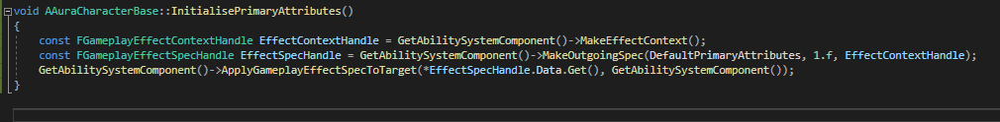 void AAuraCharacterBase::InitialisePrimaryAttributes()
{
const FGameplayEffectContextHandle EffectContextHandle = GetAbilitySystemComponent()->MakeEffectContext();
const FGameplayEffectSpecHandle EffectSpecHandle = GetAbilitySystemComponent()->MakeOutgoingSpec(DefaultPrimaryAttributes, 1.f, EffectContextHandle);
GetAbilitySystemComponent()->ApplyGameplayEffectSpecToTarget(*EffectSpecHandle.Data.Get(), GetAbilitySystemComponent());
}